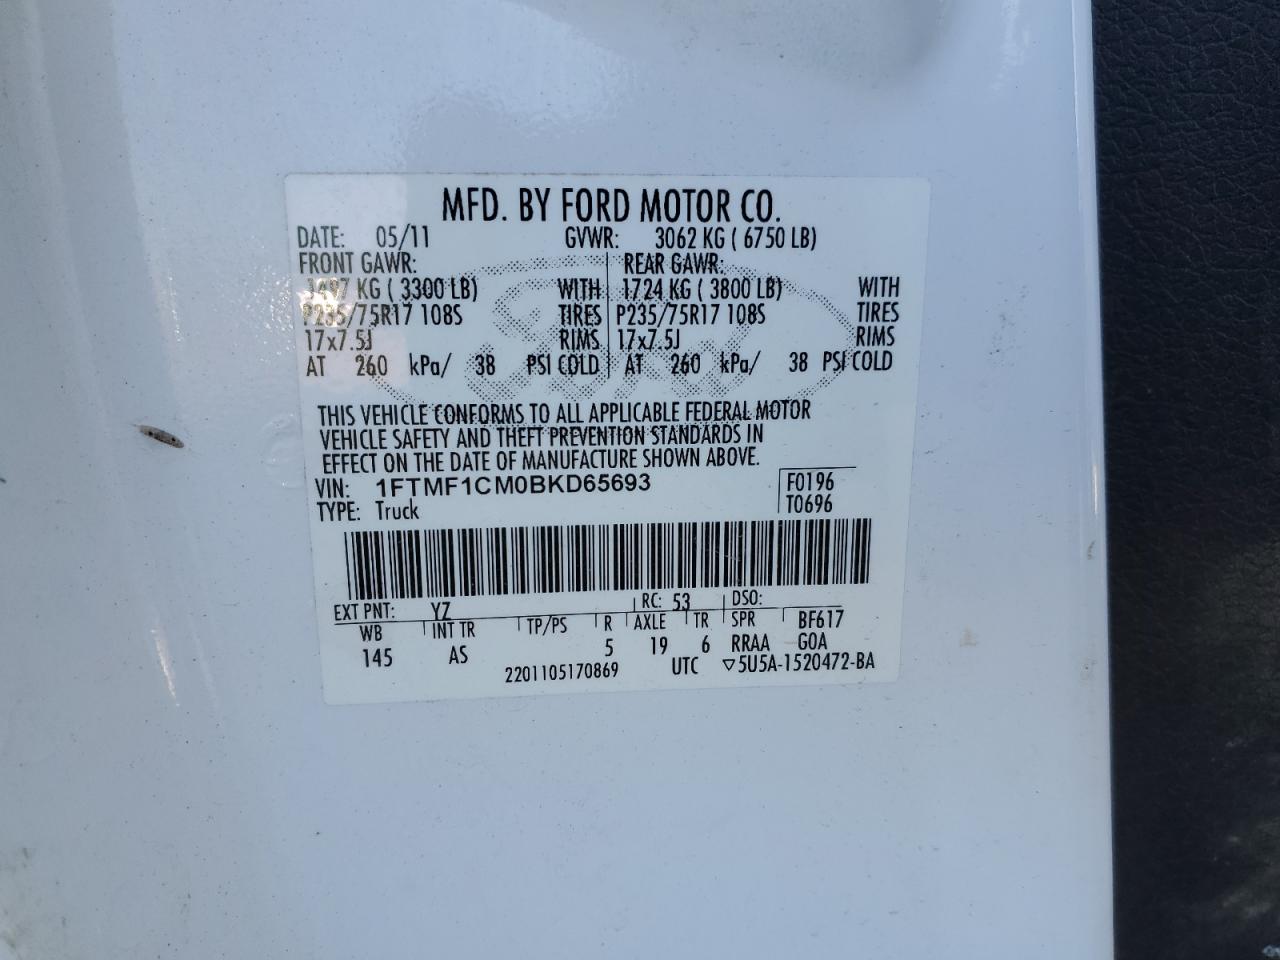 MFD. BY FORD MOTOR CO.
DATE: 05/11 GVWR: 3062 KG ( 6750 LB)
FRONT GAWR: REAR GAWR:
1497 KG ( 3300 LB) WITH 1724 KG ( 3800 LB) WITH
P235/75R17 108S TIRES P235/75R17 108S TIRES
17x7.5J RIMS 17x7.5J RIMS
AT 260 kPa/ 38 PSI COLD AT 260 kPa/ 38 PSI COLD
THIS VEHICLE CONFORMS TO ALL APPLICABLE FEDERAL MOTOR
VEHICLE SAFETY AND THEFT PREVENTION STANDARDS IN
EFFECT ON THE DATE OF MANUFACTURE SHOWN ABOVE.
VIN: 1FTMF1CM0BKD65693 F0196
TYPE: Truck T0696
EXT PNT: YZ RC: 53 DSO:
WB INT TR TP/PS R AXLE TR SPR BF617
145 AS 5 19 6 RRAA GOA
2201105170869 UTC ▽5U5A-1520472-BA